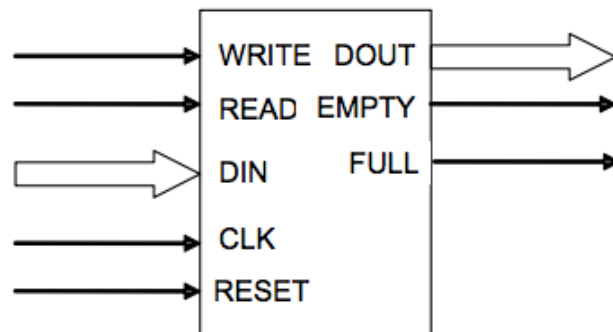 WRITE DOUT
READ EMPTY
DIN FULL
CLK
RESET